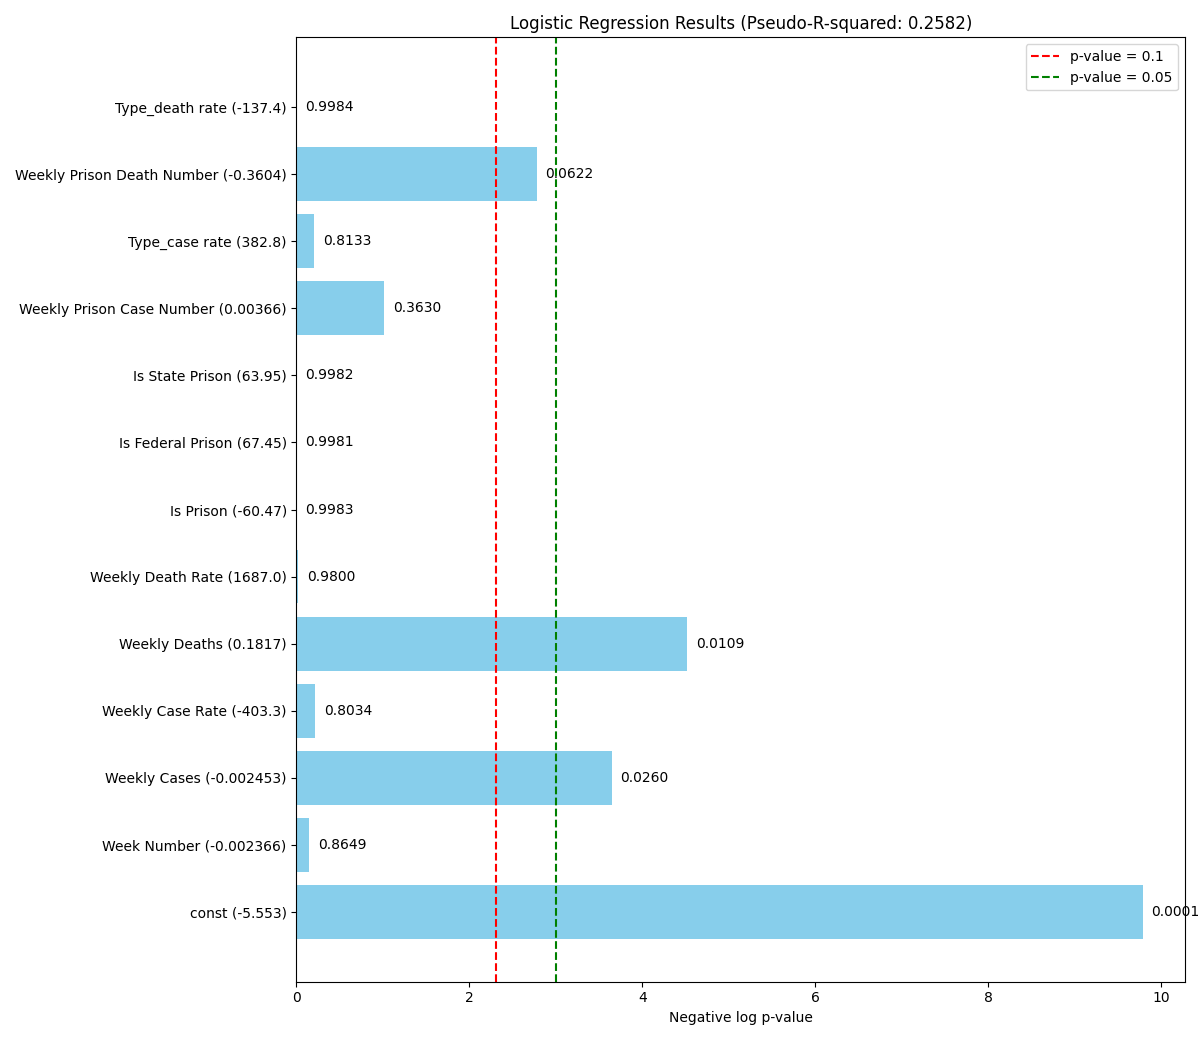 Logistic Regression Results (Pseudo-R-squared: 0.2582)
p-value = 0.1
p-value = 0.05
Type_death rate (-137.4) 0.9984
Weekly Prison Death Number (-0.3604) 0.0622
Type_case rate (382.8) 0.8133
Weekly Prison Case Number (0.00366) 0.3630
Is State Prison (63.95) 0.9982
Is Federal Prison (67.45) 0.9981
Is Prison (-60.47) 0.9983
Weekly Death Rate (1687.0) 0.9800
Weekly Deaths (0.1817) 0.0109
Weekly Case Rate (-403.3) 0.8034
Weekly Cases (-0.002453) 0.0260
Week Number (-0.002366) 0.8649
const (-5.553) 0.0001
0 2 4 6 8 10
Negative log p-value